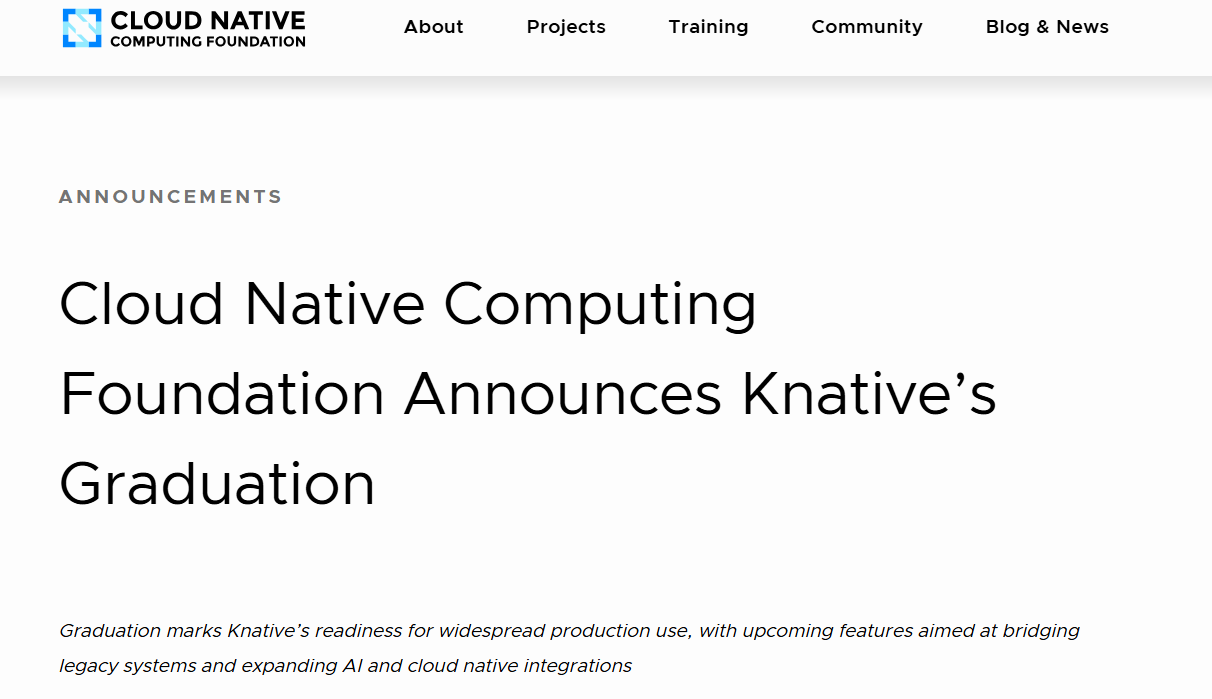 CLOUD NATIVE
COMPUTING FOUNDATION
About Projects Training Community Blog & News
ANNOUNCEMENTS
Cloud Native Computing
Foundation Announces Knative’s
Graduation
Graduation marks Knative’s readiness for widespread production use, with upcoming features aimed at bridging
legacy systems and expanding AI and cloud native integrations